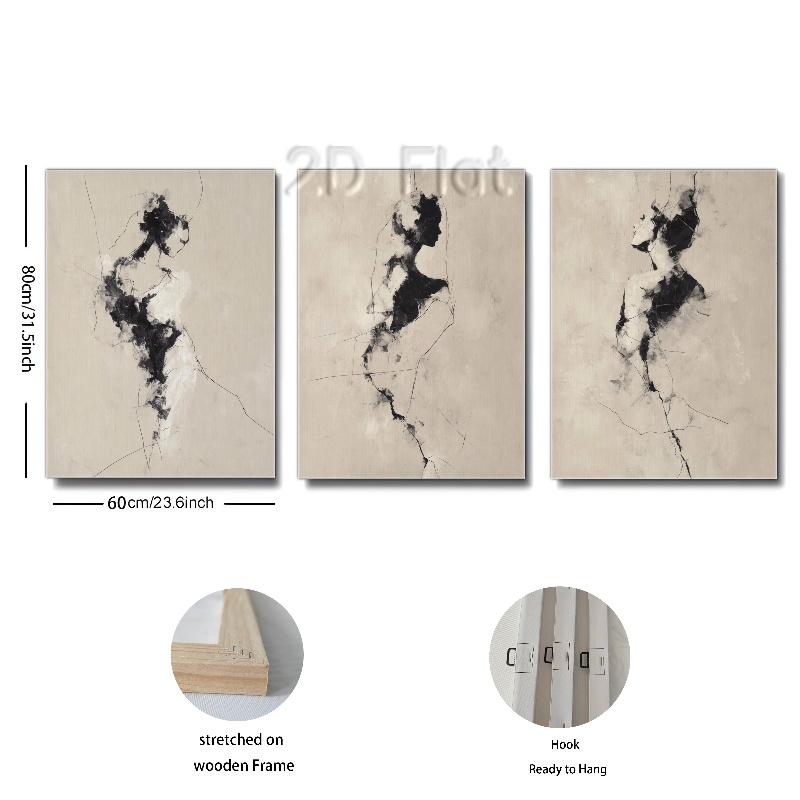 2D Flat
80cm/31.5inch
60cm/23.6inch
stretched on
wooden Frame
Hook
Ready to Hang